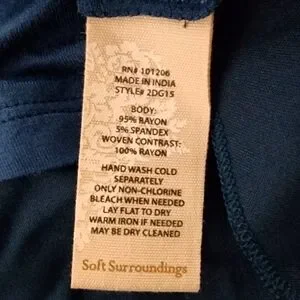 RN# 101206
MADE IN INDIA
STYLE# 2DG15
BODY:
95% RAYON
5% SPANDEX
WOVEN CONTRAST:
100% RAYON
HAND WASH COLD
SEPARATELY
ONLY NON-CHLORINE
BLEACH WHEN NEEDED
LAY FLAT TO DRY
WARM IRON IF NEEDED
MAY BE DRY CLEANED
Soft Surroundings